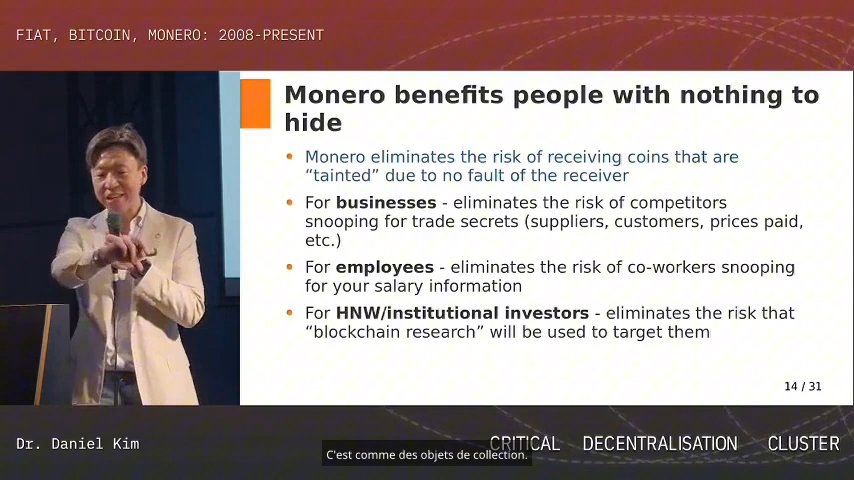 FIAT, BITCOIN, MONERO: 2008-PRESENT
Monero benefits people with nothing to
hide
• Monero eliminates the risk of receiving coins that are
“tainted” due to no fault of the receiver
• For businesses - eliminates the risk of competitors
snooping for trade secrets (suppliers, customers, prices paid,
etc.)
• For employees - eliminates the risk of co-workers snooping
for your salary information
• For HNW/institutional investors - eliminates the risk that
“blockchain research” will be used to target them
14 / 31
Dr. Daniel Kim
CRITICAL DECENTRALISATION CLUSTER
C'est comme des objets de collection.